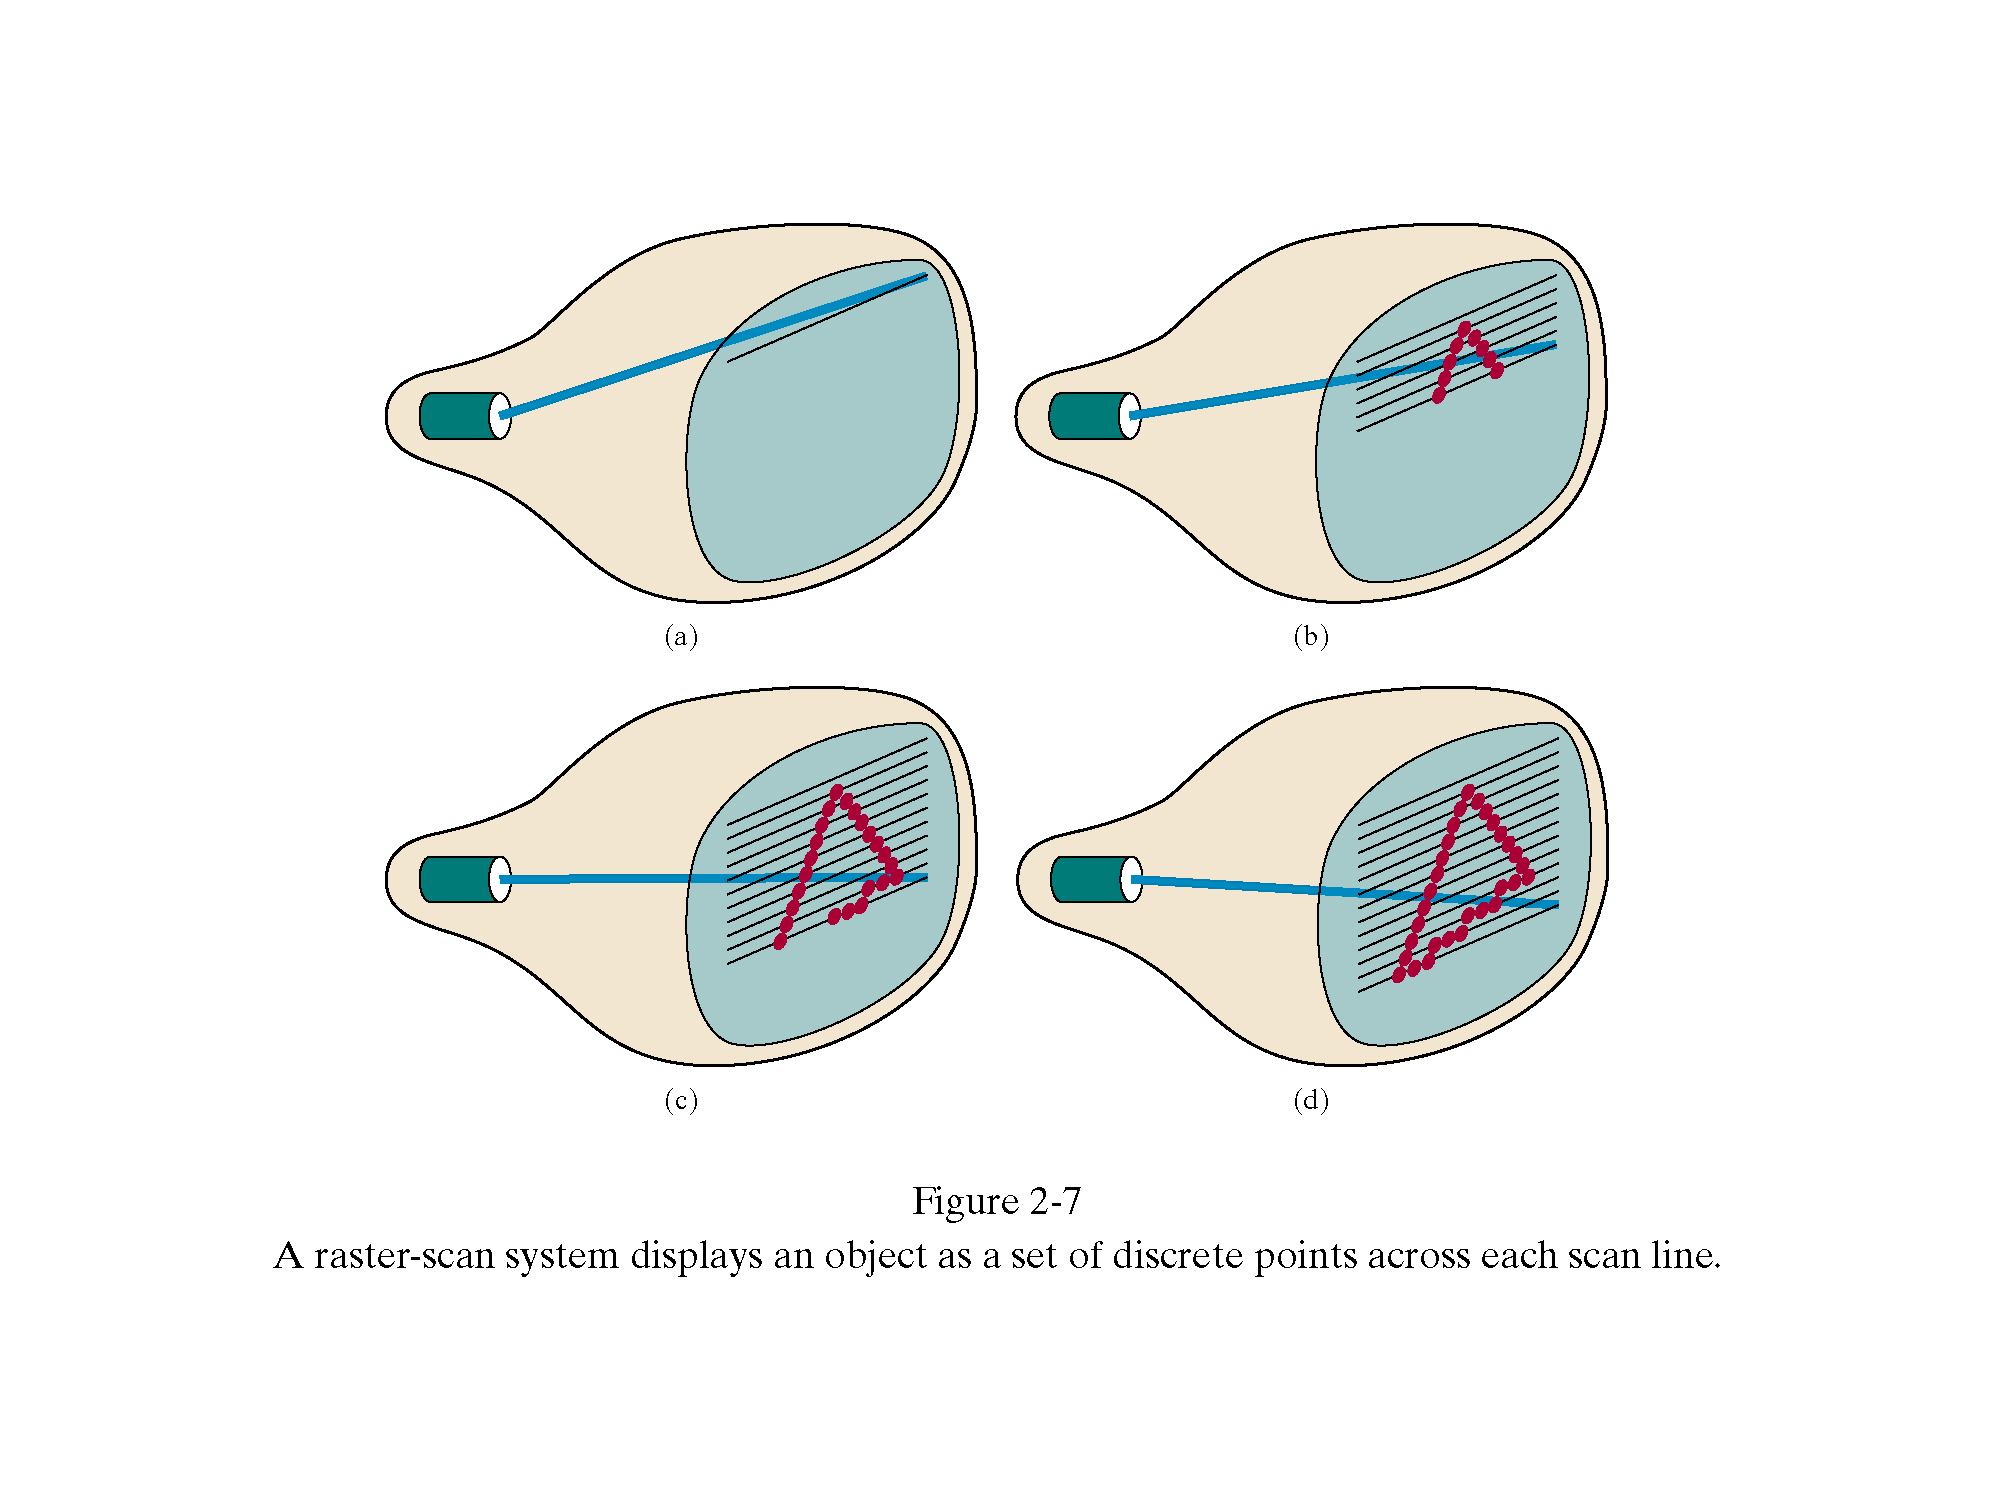 (a)
(b)
(c)
(d)
Figure 2-7
A raster-scan system displays an object as a set of discrete points across each scan line.